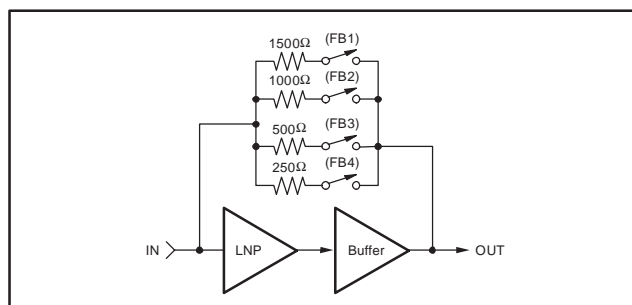 1500Ω (FB1)
1000Ω (FB2)
500Ω (FB3)
250Ω (FB4)
IN LNP Buffer OUT